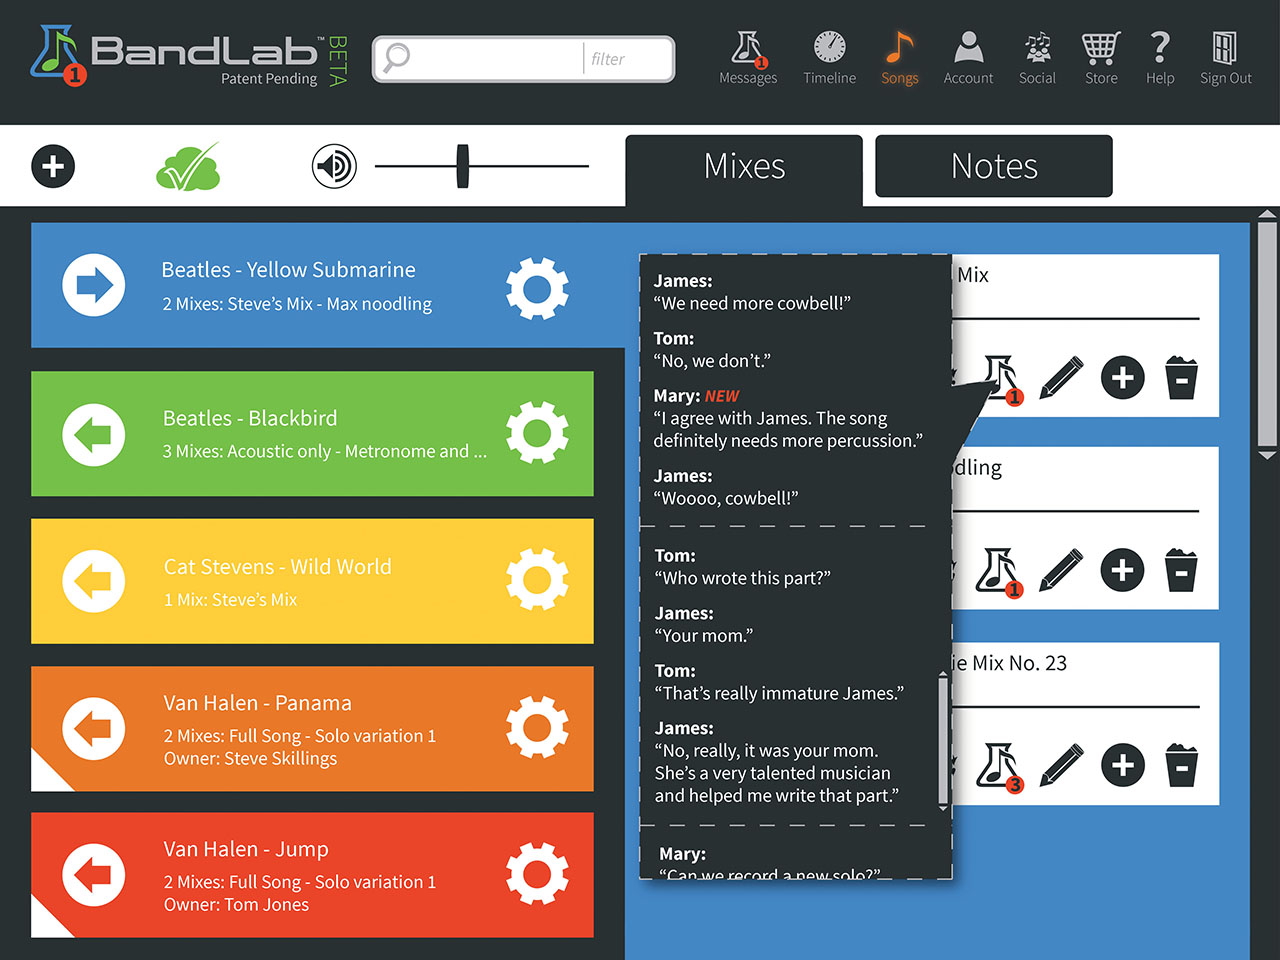 BandLab™ BETA
Patent Pending
1
filter
1
Messages
Timeline
Songs
Account
Social
Store
Help
Sign Out
Mixes
Notes
Beatles - Yellow Submarine
2 Mixes: Steve’s Mix - Max noodling
Beatles - Blackbird
3 Mixes: Acoustic only - Metronome and ...
Cat Stevens - Wild World
1 Mix: Steve’s Mix
Van Halen - Panama
2 Mixes: Full Song - Solo variation 1
Owner: Steve Skillings
Van Halen - Jump
2 Mixes: Full Song - Solo variation 1
Owner: Tom Jones
James:
“We need more cowbell!”
Tom:
“No, we don’t.”
Mary: NEW
“I agree with James. The song
definitely needs more percussion.”
James:
“Woooo, cowbell!”
Tom:
“Who wrote this part?”
James:
“Your mom.”
Tom:
“That’s really immature James.”
James:
“No, really, it was your mom.
She’s a very talented musician
and helped me write that part.”
Mary:
“Can we record a new solo?”
Mix
1
dling
1
ie Mix No. 23
3